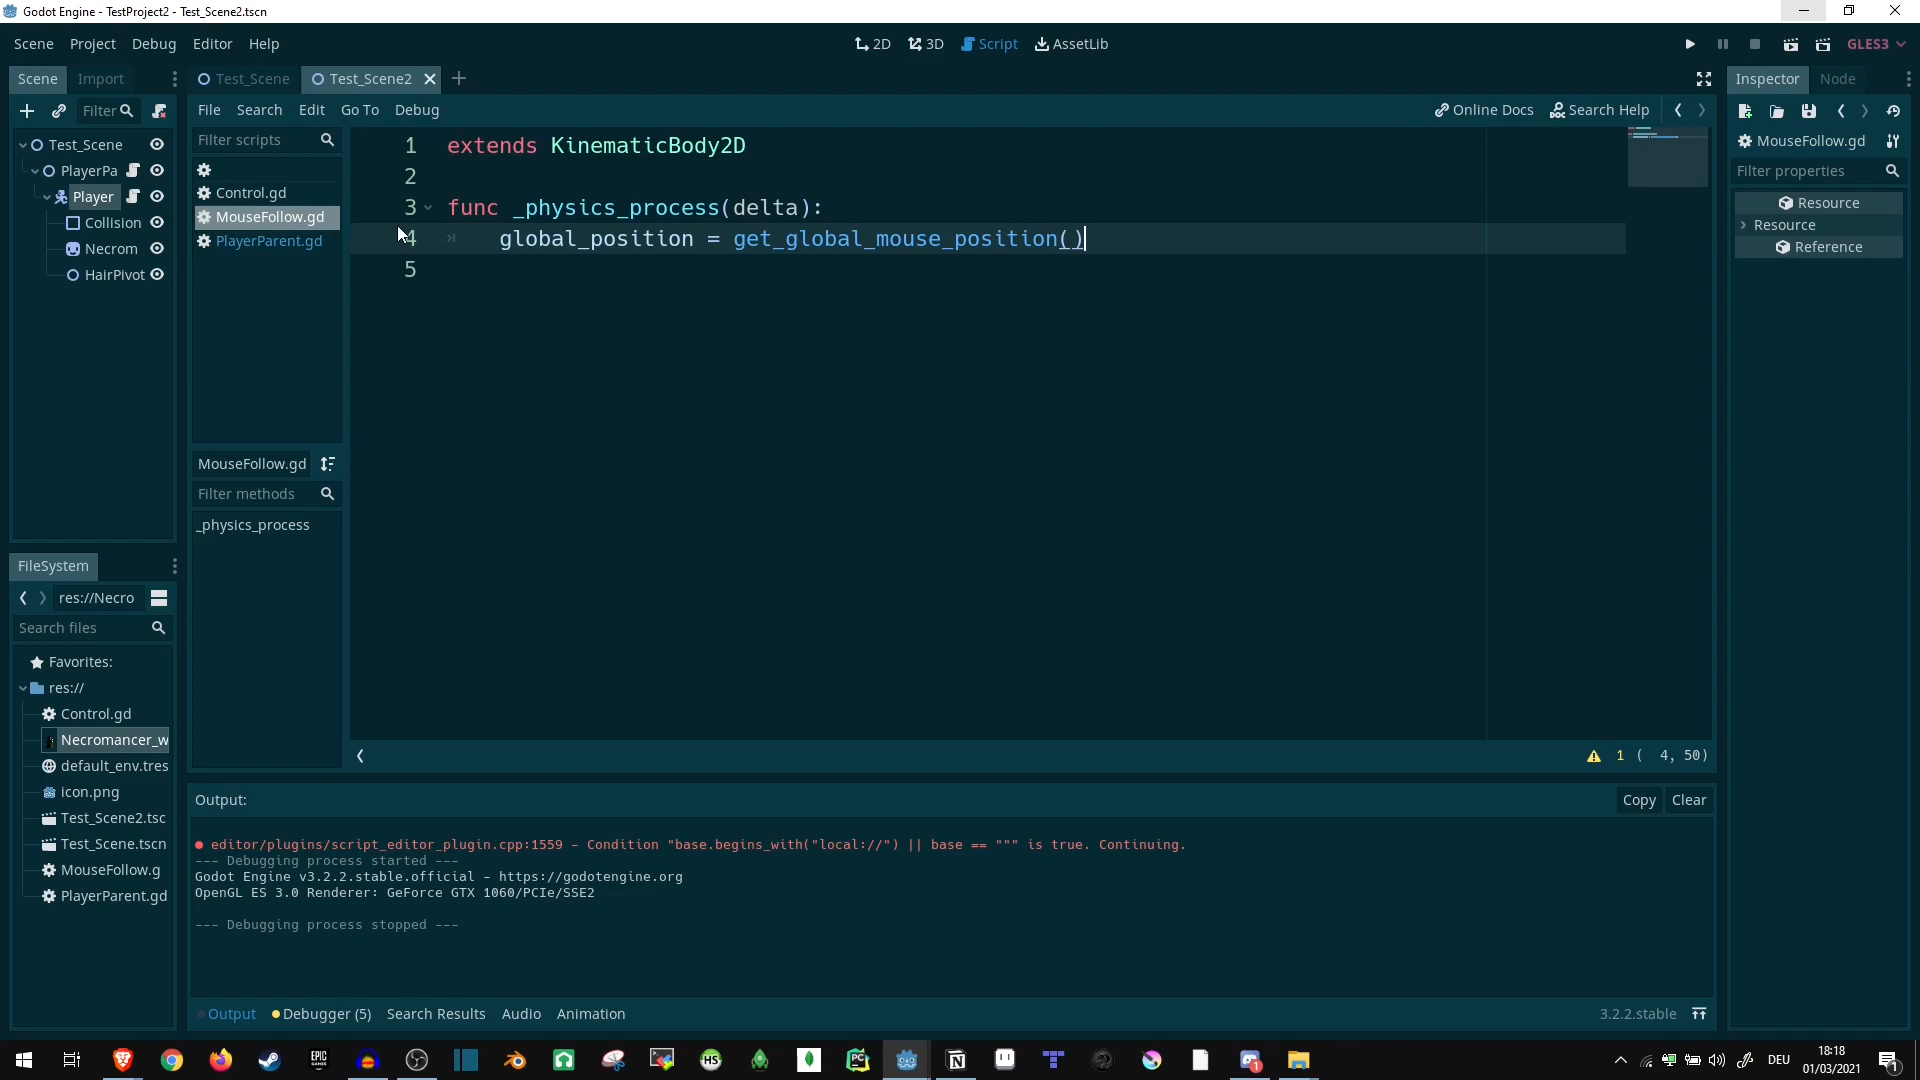 Godot Engine - TestProject2 - Test_Scene2.tscn
Scene Project Debug Editor Help
2D 3D Script AssetLib
GLES3
Scene Import
Test_Scene Test_Scene2
Inspector Node
Filter
File Search Edit Go To Debug
Online Docs Search Help
Test_Scene
PlayerPa
Player
Collision
Necrom
HairPivot
Filter scripts
Control.gd
MouseFollow.gd
PlayerParent.gd
MouseFollow.gd
Filter methods
_physics_process
1 extends KinematicBody2D
2
3 func _physics_process(delta):
4 global_position = get_global_mouse_position()
5
1 ( 4, 50)
MouseFollow.gd
Filter properties
Resource
Resource
Reference
FileSystem
res://Necro
Search files
Favorites:
res://
Control.gd
Necromancer_w
default_env.tres
icon.png
Test_Scene2.tsc
Test_Scene.tscn
MouseFollow.g
PlayerParent.gd
Output:
Copy Clear
editor/plugins/script_editor_plugin.cpp:1559 - Condition "base.begins_with("local://") || base == """ is true. Continuing.
--- Debugging process started ---
Godot Engine v3.2.2.stable.official - https://godotengine.org
OpenGL ES 3.0 Renderer: GeForce GTX 1060/PCIe/SSE2
--- Debugging process stopped ---
Output Debugger (5) Search Results Audio Animation
3.2.2.stable
EPIC
GAMES
HS
PC
N
1
DEU
18:18
01/03/2021
1